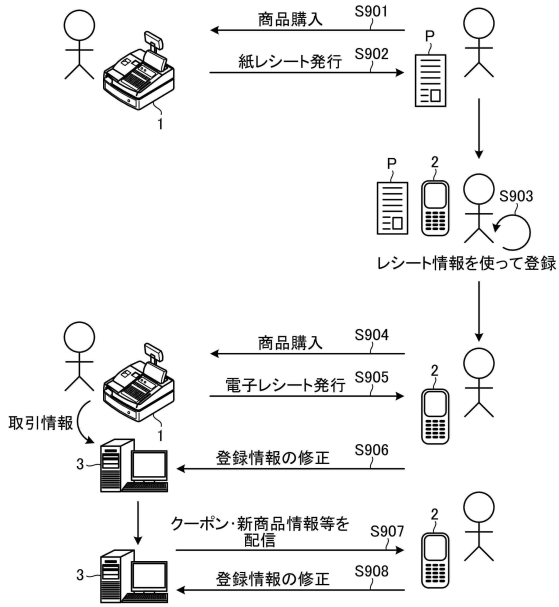 商品購入 S901
紙レシート発行 S902
P
1
P 2
S903
レシート情報を使って登録
商品購入 S904
電子レシート発行 S905
2
取引情報
1
3
登録情報の修正 S906
クーポン・新商品情報等を
配信
S907
2
3
登録情報の修正 S908